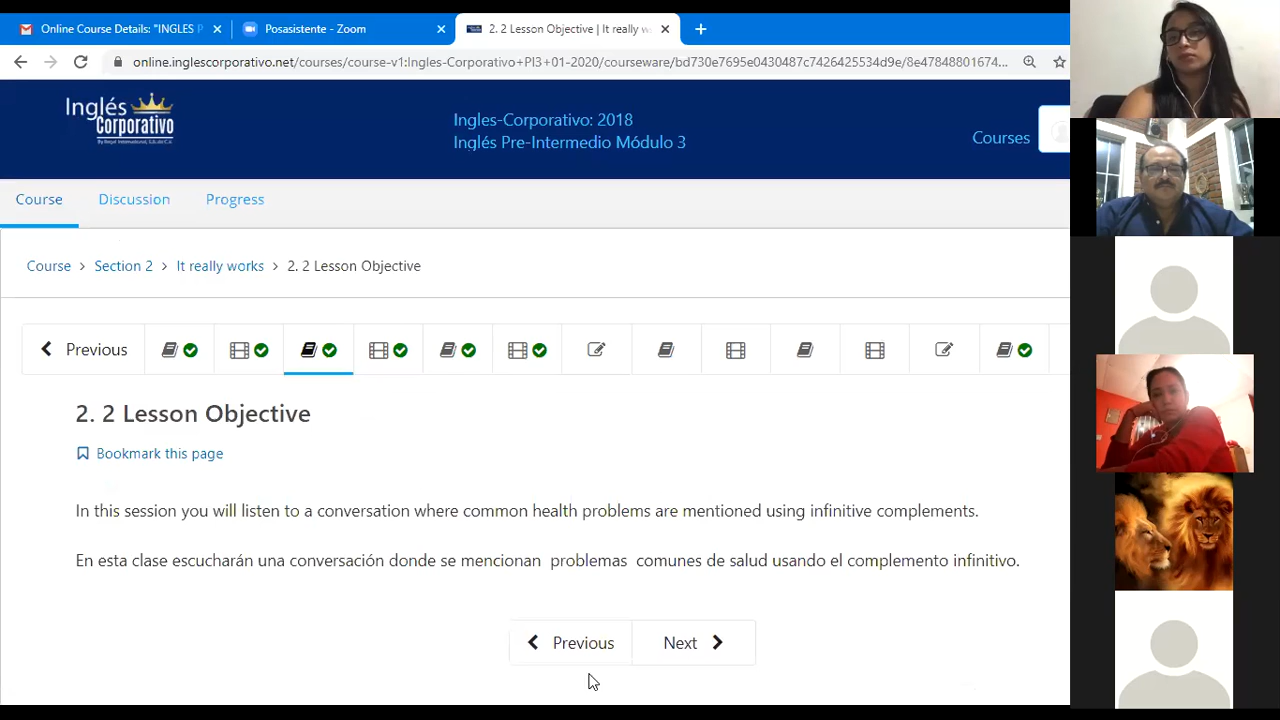 Online Course Details: "INGLES P
Posasistente - Zoom
2. 2 Lesson Objective | It really w
online.inglescorporativo.net/courses/course-v1:Ingles-Corporativo+PI3+01-2020/courseware/bd730e7695e0430487c7426425534d9e/8e47848801674...
Inglés
Corporativo
Ingles-Corporativo: 2018
Inglés Pre-Intermedio Módulo 3
Courses
Course
Discussion
Progress
Course > Section 2 > It really works > 2. 2 Lesson Objective
Previous
2. 2 Lesson Objective
Bookmark this page
In this session you will listen to a conversation where common health problems are mentioned using infinitive complements.
En esta clase escucharán una conversación donde se mencionan problemas comunes de salud usando el complemento infinitivo.
Previous
Next